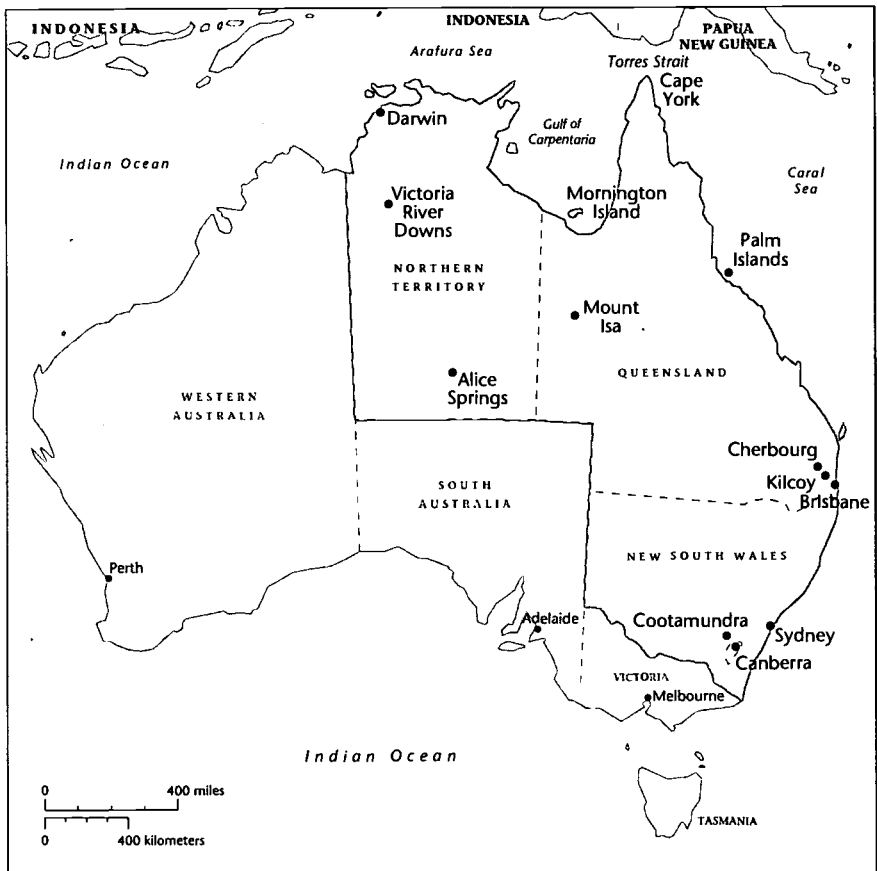 INDONESIA
INDONESIA
PAPUA
NEW GUINEA
Arafura Sea
Torres Strait
Cape
York
Darwin
Gulf of
Carpentaria
Indian Ocean
Caral
Sea
Victoria
River
Downs
Mornington
Island
Palm
Islands
NORTHERN
TERRITORY
Mount
Isa
QUEENSLAND
Alice
Springs
WESTERN
AUSTRALIA
Cherbourg
Kilcoy
Brisbane
SOUTH
AUSTRALIA
NEW SOUTH WALES
Perth
Adelaide
Cootamundra
Sydney
Canberra
VICTORIA
Melbourne
Indian Ocean
0 400 miles
0 400 kilometers
TASMANIA